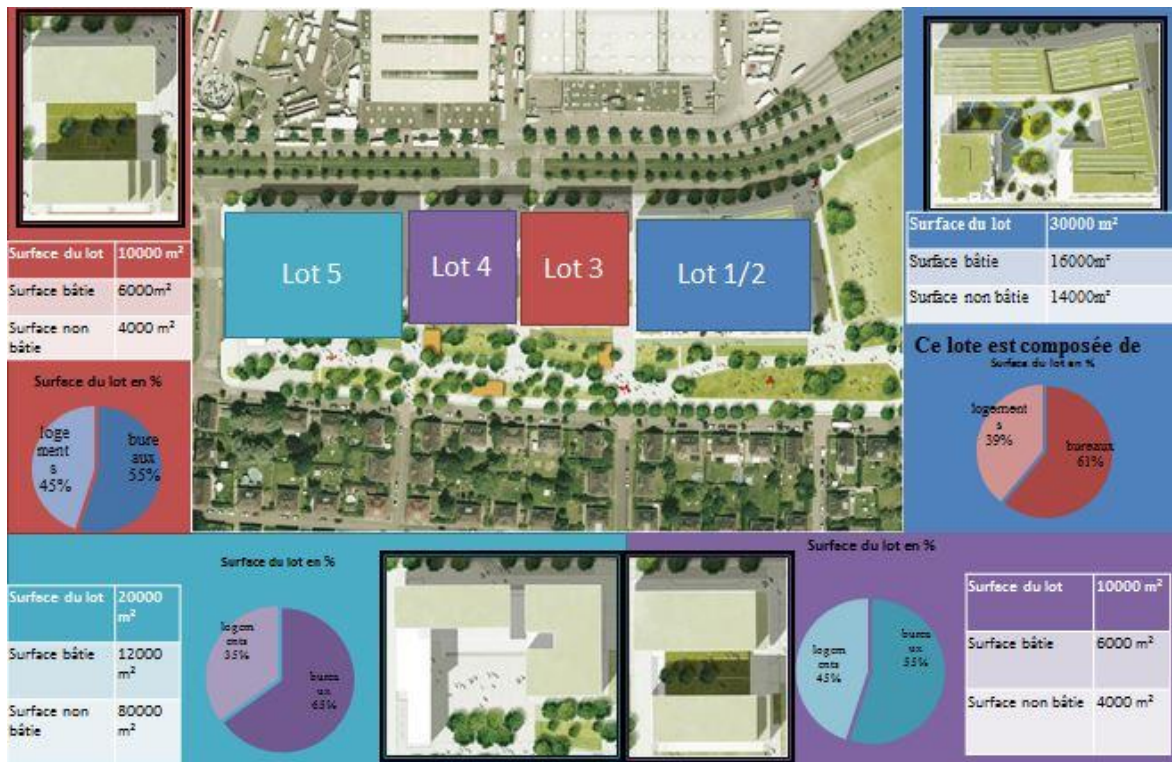 Surface du lot 10000 m²
Surface bâtie 6000m²
Surface non
bâtie 4000 m²
Surface du lot en %
loge
ment
s
45%
bure
aux
55%
Lot 5
Lot 4
Lot 3
Lot 1/2
Surface du lot 30000 m²
Surface bâtie 16000m²
Surface non bâtie 14000m²
Ce lote est composée de
Surface du lot en %
logement
s
39%
bureaux
61%
Surface du lot 20000
m²
Surface bâtie 12000
m²
Surface non
bâtie 80000
m²
Surface du lot en %
logem
ents
35%
burea
ux
65%
Surface du lot en %
logem
ents
45%
burea
ux
55%
Surface du lot 10000 m²
Surface bâtie 6000 m²
Surface non bâtie 4000 m²